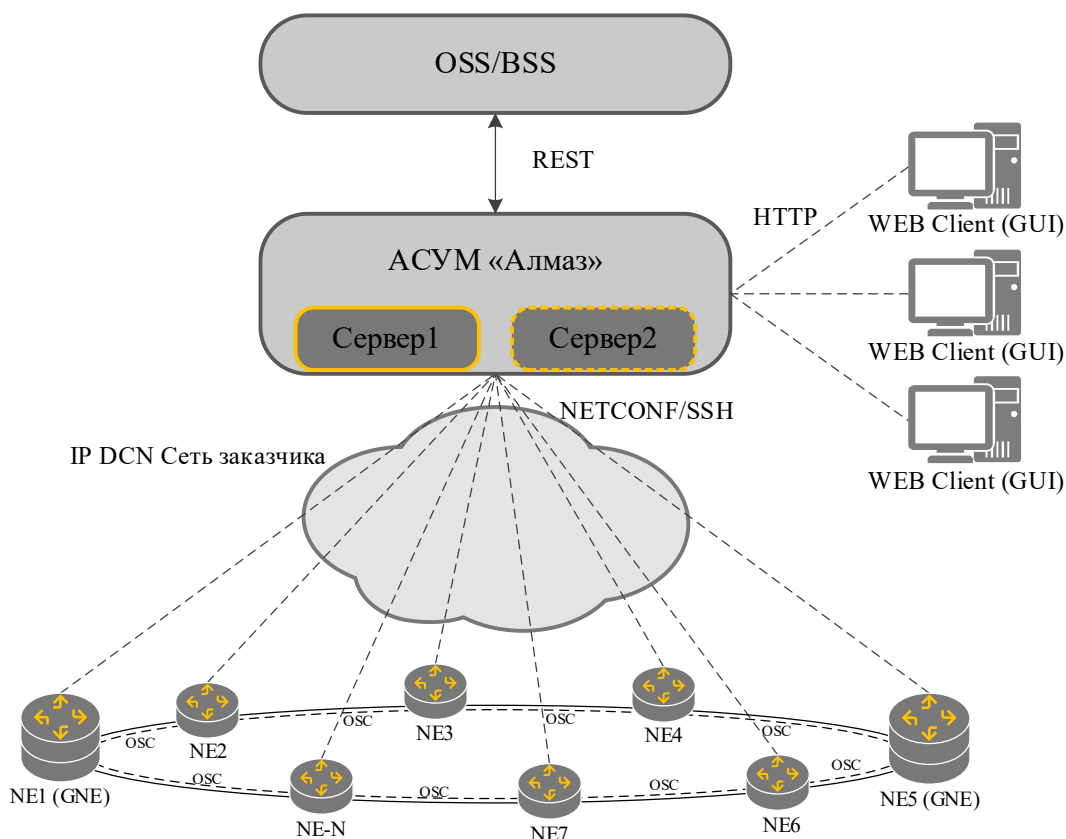 OSS/BSS
REST
HTTP
WEB Client (GUI)
АСУМ «Алмаз»
Сервер1
Сервер2
WEB Client (GUI)
NETCONF/SSH
IP DCN Сеть заказчика
WEB Client (GUI)
OSC
OSC
OSC
OSC
NE2
NE3
NE4
OSC
OSC
OSC
OSC
NE1 (GNE)
NE5 (GNE)
NE-N
NE7
NE6